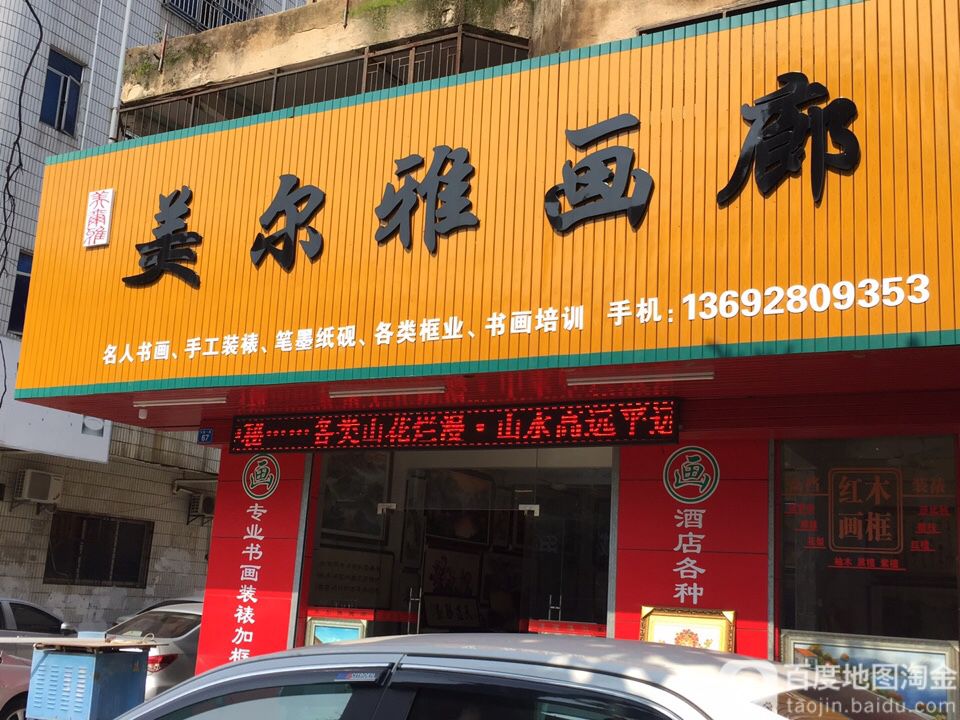 美尔雅
美尔雅画廊
名人书画、手工装裱、笔墨纸砚、各类框业、书画培训 手机:13692809353
……各类山花烂漫·山水高远平远
67
画
专业书画装裱加框
画
酒店各种
红木
画框
装裱
百度地图淘金
taojin.baidu.com
CITROËN